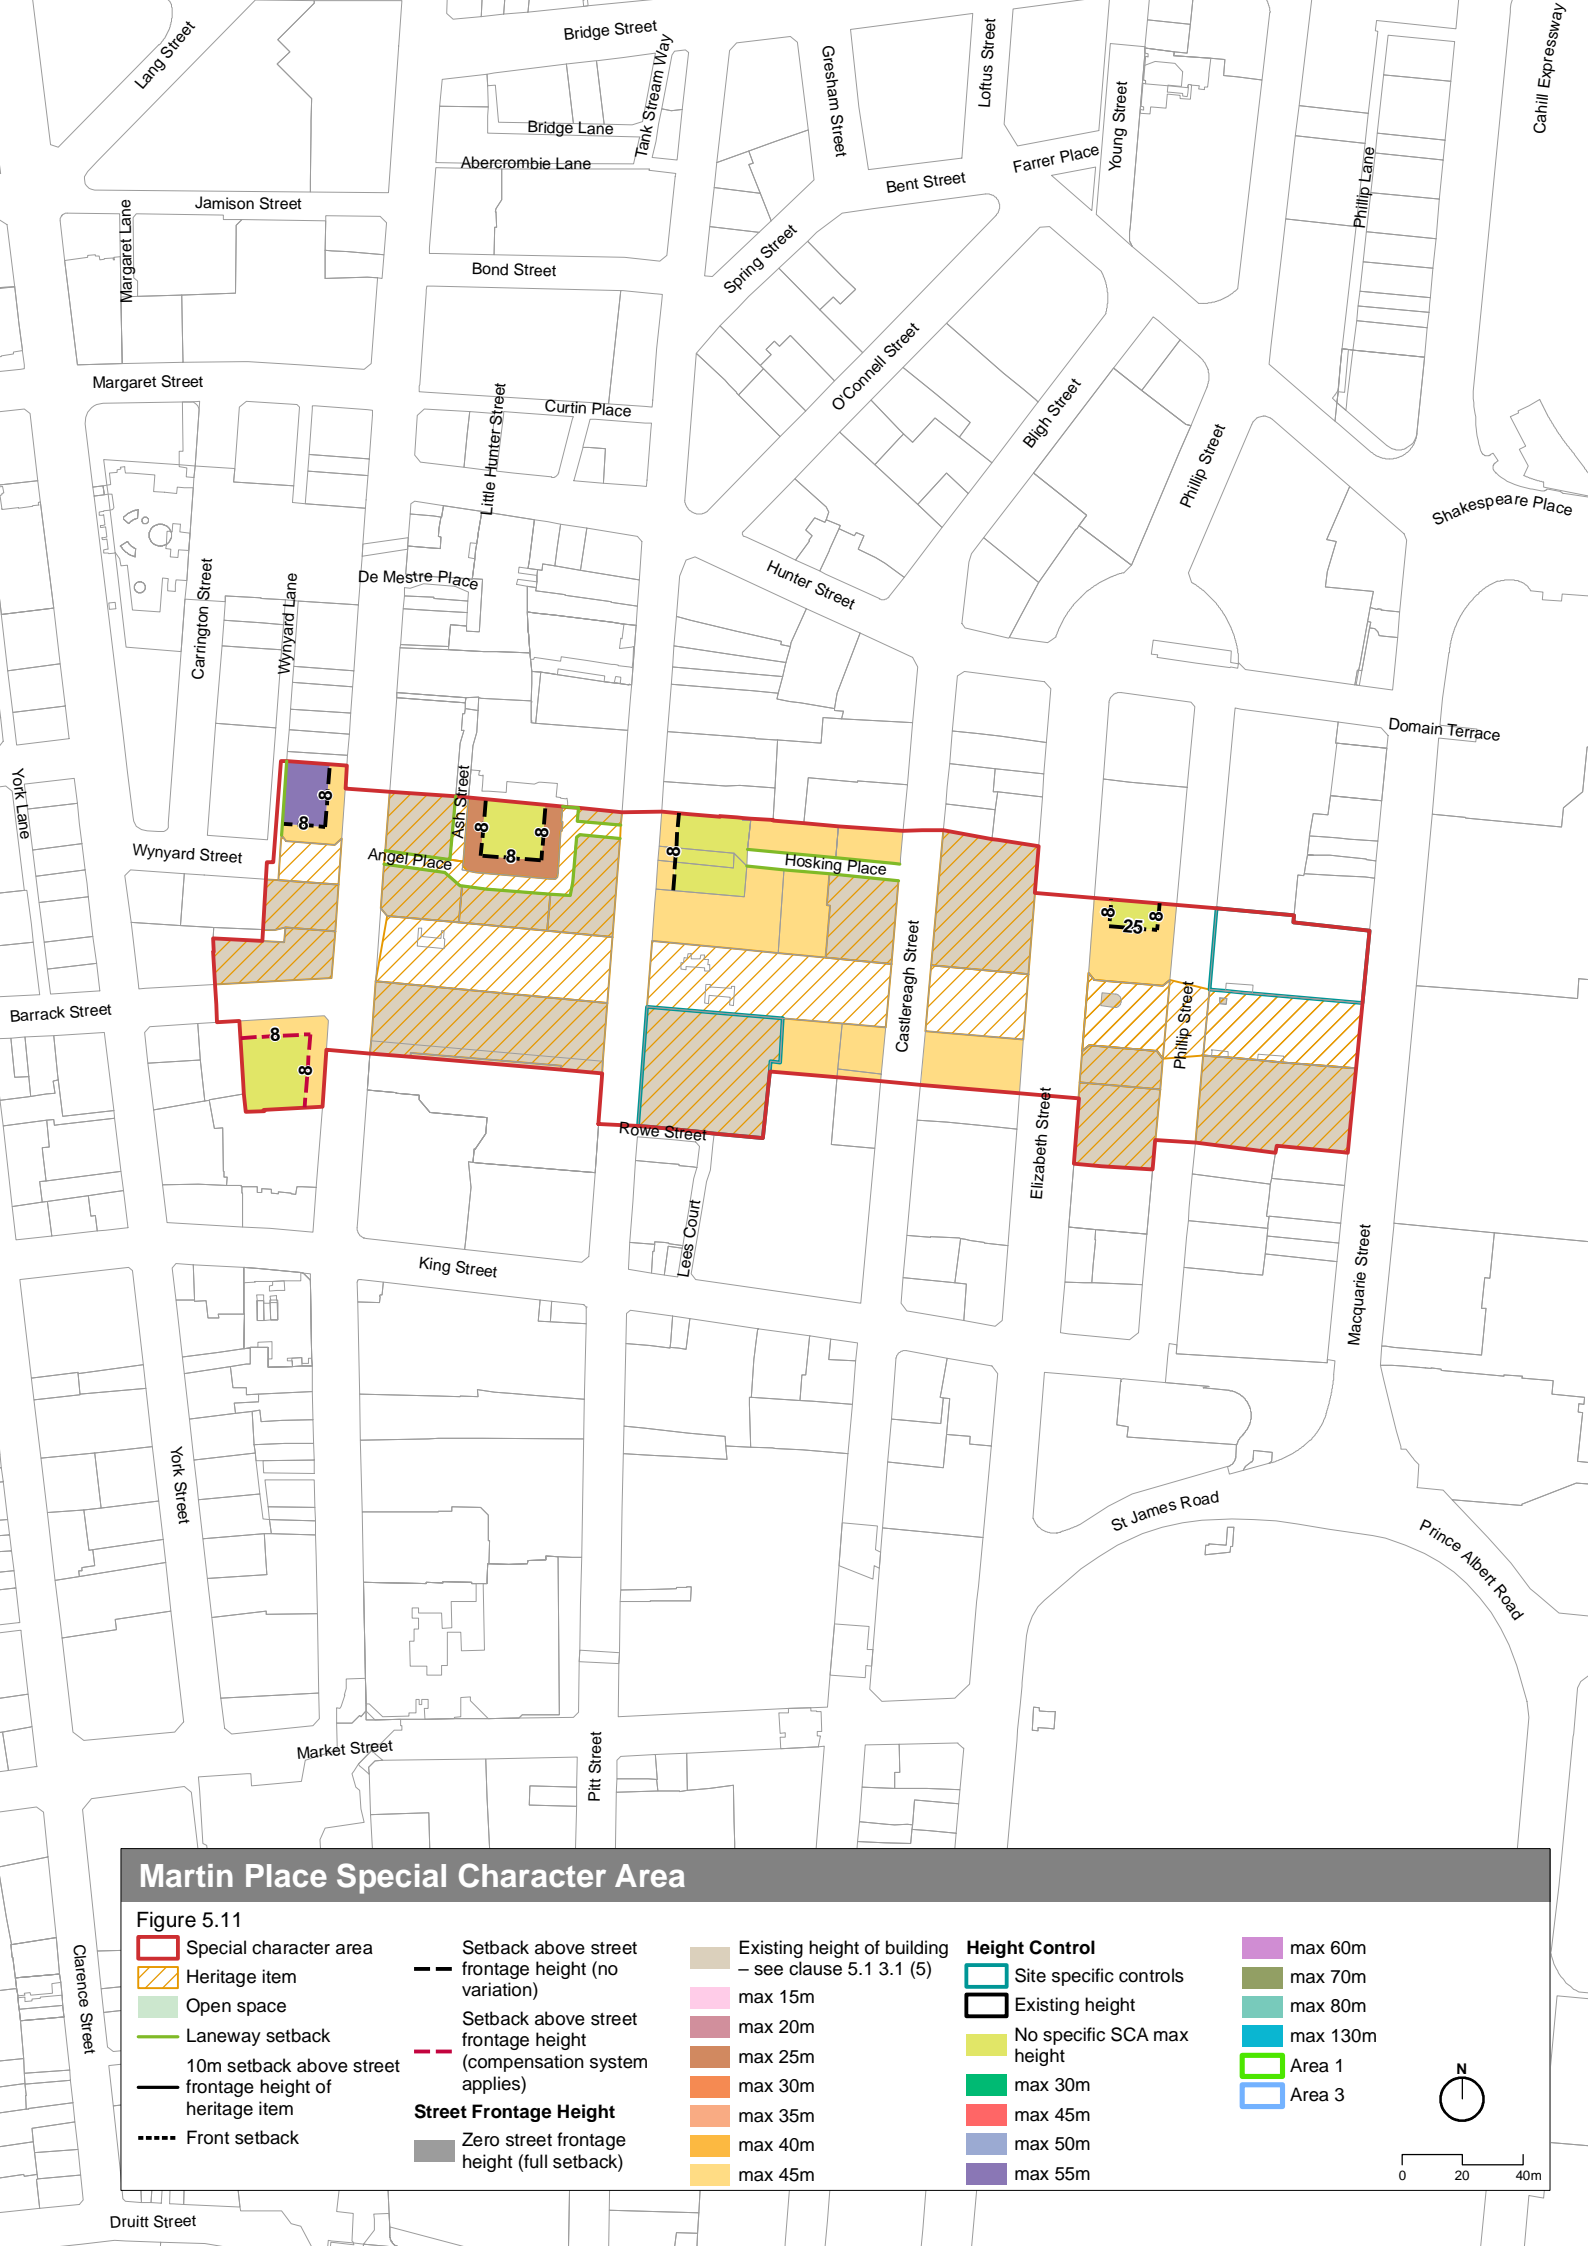 Bridge Street
Lang Street
Tank Stream Way
Gresham Street
Loftus Street
Cahill Expressway
Young Street
Bridge Lane
Abercrombie Lane
Farrer Place
Bent Street
Phillip Lane
Jamison Street
Margaret Lane
Spring Street
Bond Street
O'Connell Street
Margaret Street
Little Hunter Street
Curtin Place
Bligh Street
Phillip Street
Shakespeare Place
De Mestre Place
Hunter Street
Carrington Street
Wynyard Lane
Domain Terrace
York Lane
Ash Street
8
8
8
8
8
8
Wynyard Street
Angel Place
Hosking Place
8
8
25
Castlereagh Street
Phillip Street
Barrack Street
8
8
Elizabeth Street
Rowe Street
Lees Court
King Street
Macquarie Street
York Street
St James Road
Prince Albert Road
Market Street
Pitt Street
Martin Place Special Character Area
Figure 5.11
Special character area
Heritage item
Open space
Laneway setback
10m setback above street
frontage height of
heritage item
Front setback
Setback above street
frontage height (no
variation)
Setback above street
frontage height
(compensation system
applies)
Street Frontage Height
Zero street frontage
height (full setback)
Existing height of building
– see clause 5.1 3.1 (5)
max 15m
max 20m
max 25m
max 30m
max 35m
max 40m
max 45m
Height Control
Site specific controls
Existing height
No specific SCA max
height
max 30m
max 45m
max 50m
max 55m
max 60m
max 70m
max 80m
max 130m
Area 1
Area 3
N
0 20 40m
Clarence Street
Druitt Street